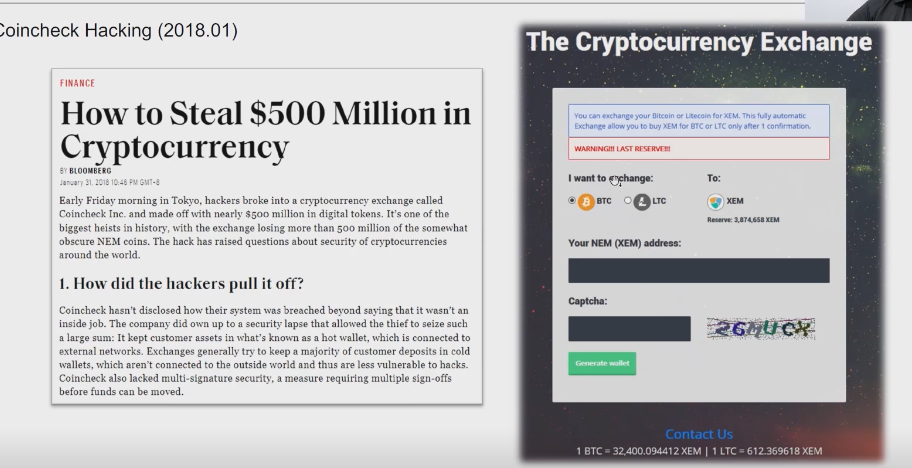 Coincheck Hacking (2018.01)
FINANCE
How to Steal $500 Million in
Cryptocurrency
BY BLOOMBERG
January 31, 2018 10:46 PM GMT-8
Early Friday morning in Tokyo, hackers broke into a cryptocurrency exchange called
Coincheck Inc. and made off with nearly $500 million in digital tokens. It's one of the
biggest heists in history, with the exchange losing more than 500 million of the somewhat
obscure NEM coins. The hack has raised questions about security of cryptocurrencies
around the world.
1. How did the hackers pull it off?
Coincheck hasn't disclosed how their system was breached beyond saying that it wasn't an
inside job. The company did own up to a security lapse that allowed the thief to seize such
a large sum: It kept customer assets in what's known as a hot wallet, which is connected to
external networks. Exchanges generally try to keep a majority of customer deposits in cold
wallets, which aren't connected to the outside world and thus are less vulnerable to hacks.
Coincheck also lacked multi-signature security, a measure requiring multiple sign-offs
before funds can be moved.
The Cryptocurrency Exchange
You can exchange your Bitcoin or Litecoin for XEM. This fully automatic
Exchange allow you to buy XEM for BTC or LTC only after 1 confirmation.
WARNING!!! LAST RESERVE!!!
I want to exchange: To:
BTC LTC XEM
Reserve: 3,874,658 XEM
Your NEM (XEM) address:
Captcha:
Generate wallet
Contact Us
1 BTC = 32,400.094412 XEM | 1 LTC = 612.369618 XEM